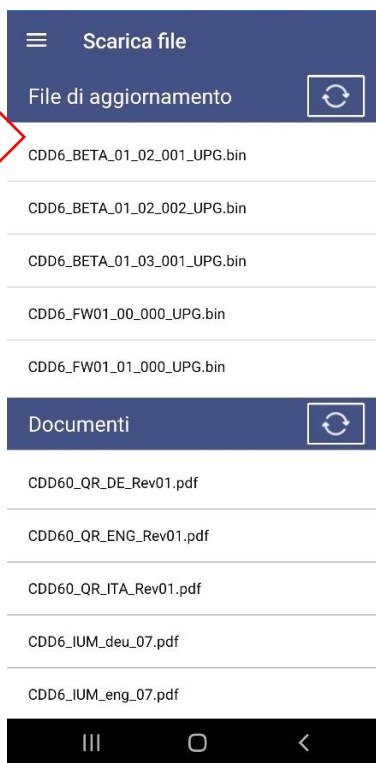 Scarica file
File di aggiornamento
CDD6_BETA_01_02_001_UPG.bin
CDD6_BETA_01_02_002_UPG.bin
CDD6_BETA_01_03_001_UPG.bin
CDD6_FW01_00_000_UPG.bin
CDD6_FW01_01_000_UPG.bin
Documenti
CDD60_QR_DE_Rev01.pdf
CDD60_QR_ENG_Rev01.pdf
CDD60_QR_ITA_Rev01.pdf
CDD6_IUM_deu_07.pdf
CDD6_IUM_eng_07.pdf